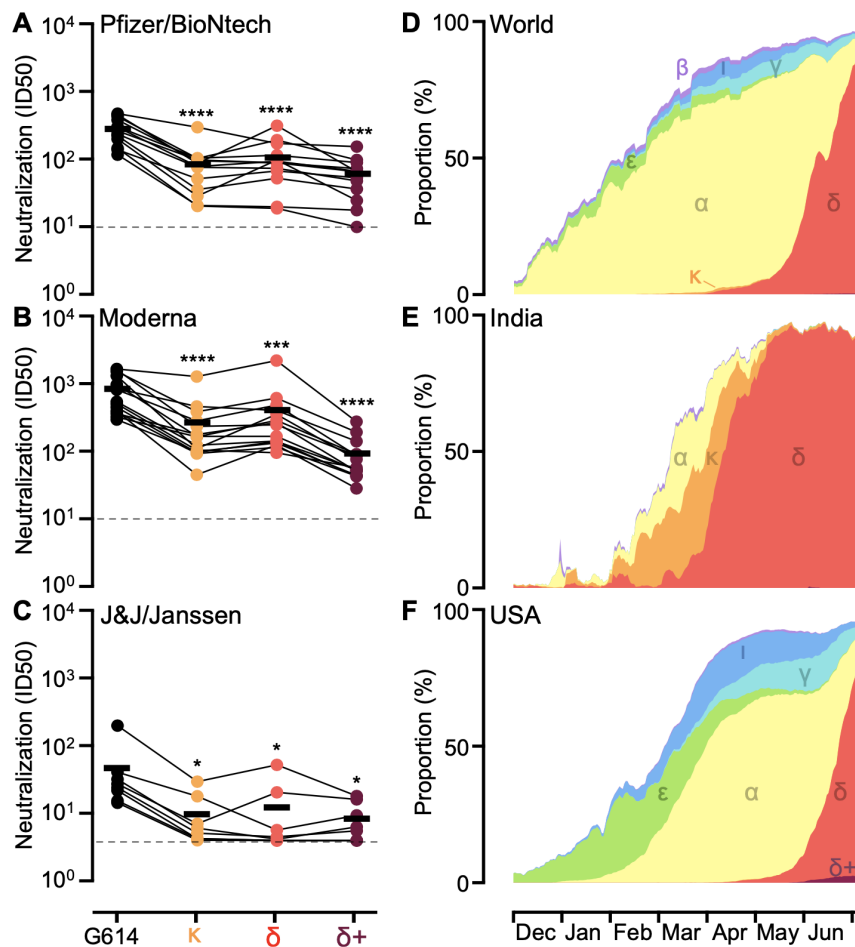 A Pfizer/BioNtech
Neutralization (ID50)
10⁴
10³
10²
10¹
10⁰
****
****
****
B Moderna
Neutralization (ID50)
10⁴
10³
10²
10¹
10⁰
****
***
****
C J&J/Janssen
Neutralization (ID50)
10⁴
10³
10²
10¹
10⁰
*
*
*
G614 κ δ δ+
D World
Proportion (%)
100
50
0
β ι γ
ε
α
δ
κ
E India
Proportion (%)
100
50
0
α κ δ
F USA
Proportion (%)
100
50
0
ι
γ
ε α δ
δ+
Dec Jan Feb Mar Apr May Jun